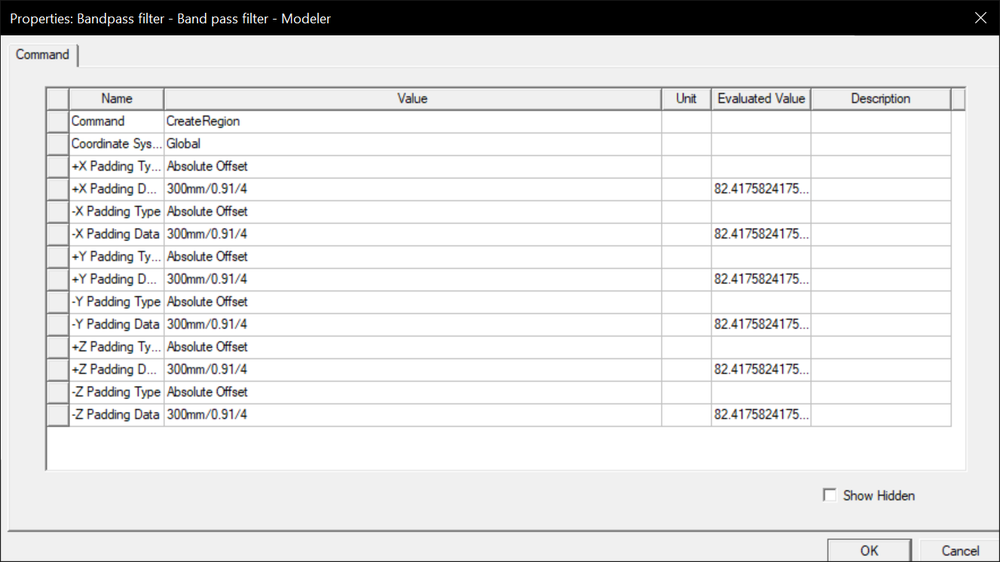 Properties: Bandpass filter - Band pass filter - Modeler
Command
Name Value Unit Evaluated Value Description
Command CreateRegion
Coordinate Sys... Global
+X Padding Ty... Absolute Offset
+X Padding D... 300mm/0.91/4 82.4175824175...
-X Padding Type Absolute Offset
-X Padding Data 300mm/0.91/4 82.4175824175...
+Y Padding Ty... Absolute Offset
+Y Padding D... 300mm/0.91/4 82.4175824175...
-Y Padding Type Absolute Offset
-Y Padding Data 300mm/0.91/4 82.4175824175...
+Z Padding Ty... Absolute Offset
+Z Padding D... 300mm/0.91/4 82.4175824175...
-Z Padding Type Absolute Offset
-Z Padding Data 300mm/0.91/4 82.4175824175...
Show Hidden
OK Cancel